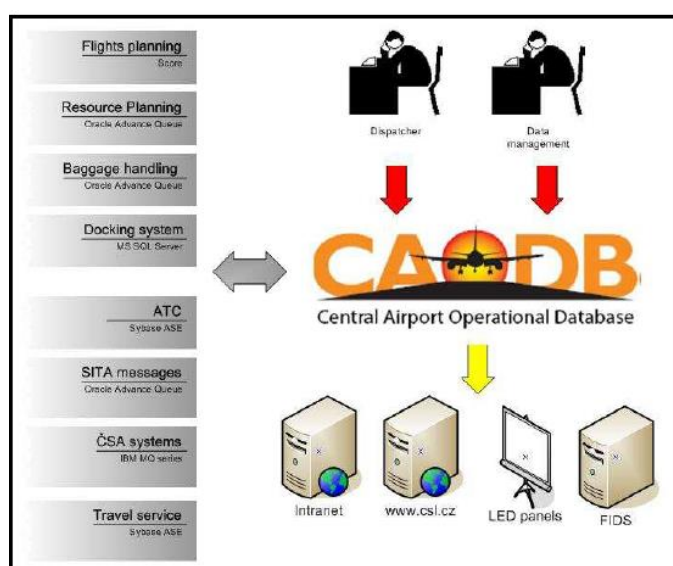 Flights planning
Score
Resource Planning
Oracle Advance Queue
Baggage handling
Oracle Advance Queue
Docking system
MS SQL Server
ATC
Sybase ASE
SITA messages
Oracle Advance Queue
ČSA systems
IBM MQ series
Travel service
Sybase ASE
Dispatcher
Data
management
CAODB
Central Airport Operational Database
Intranet
www.csl.cz
LED panels
FIDS